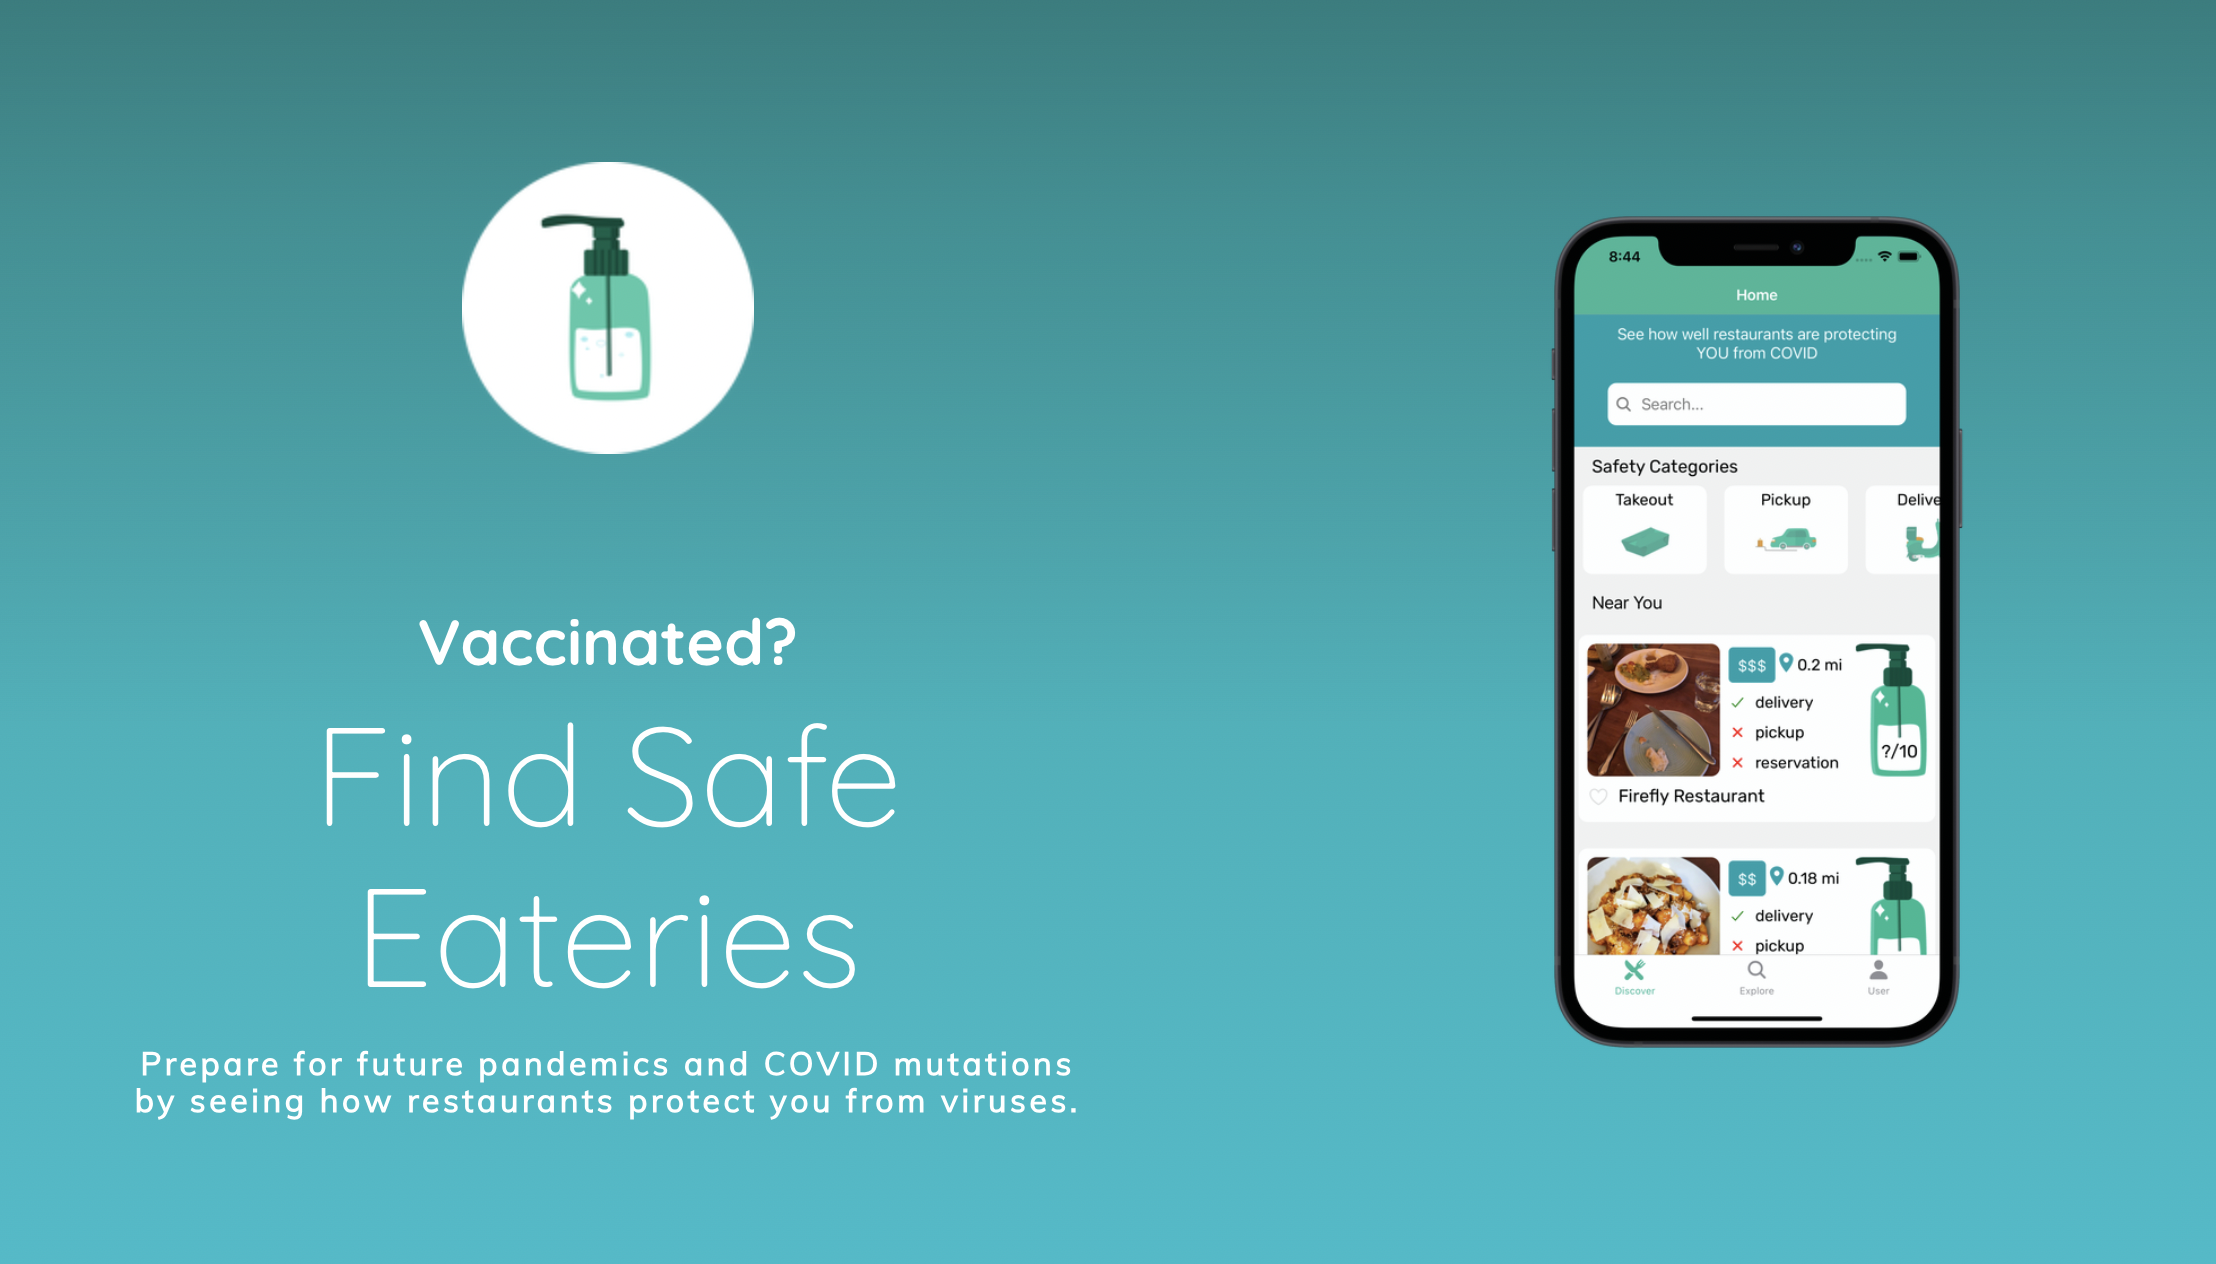 Vaccinated?
Find Safe
Eateries
Prepare for future pandemics and COVID mutations
by seeing how restaurants protect you from viruses.
8:44
Home
See how well restaurants are protecting
YOU from COVID
Search...
Safety Categories
Takeout
Pickup
Delive
Near You
$$$
0.2 mi
delivery
pickup
reservation
?/10
Firefly Restaurant
$$
0.18 mi
delivery
pickup
Discover
Explore
User